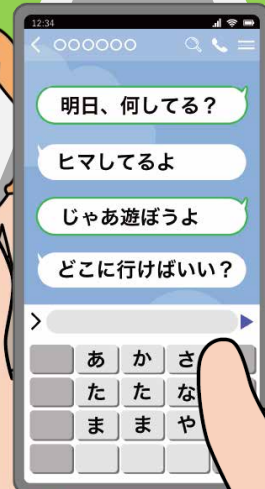 12:34
○○○○○○
明日、何してる?
ヒマしてるよ
じゃあ遊ぼうよ
どこに行けばいい?
あ か さ
た た な
ま ま や